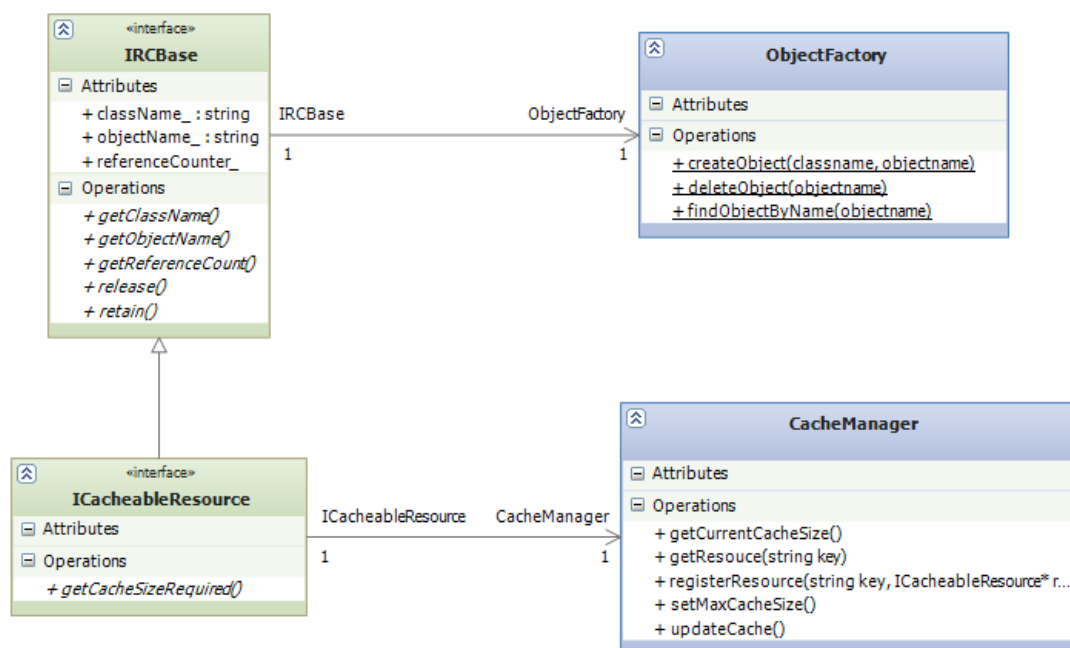 «interface»
IRCBase
Attributes
+ className_ : string
+ objectName_ : string
+ referenceCounter_
Operations
+ getClassName()
+ getObjectName()
+ getReferenceCount()
+ release()
+ retain()
IRCBase
ObjectFactory
1
1
ObjectFactory
Attributes
Operations
+ createObject(classname, objectname)
+ deleteObject(objectname)
+ findObjectByName(objectname)
«interface»
ICacheableResource
Attributes
Operations
+ getCacheSizeRequired()
ICacheableResource
CacheManager
1
1
CacheManager
Attributes
Operations
+ getCurrentCacheSize()
+ getResouce(string key)
+ registerResource(string key, ICacheableResource* r...
+ setMaxCacheSize()
+ updateCache()